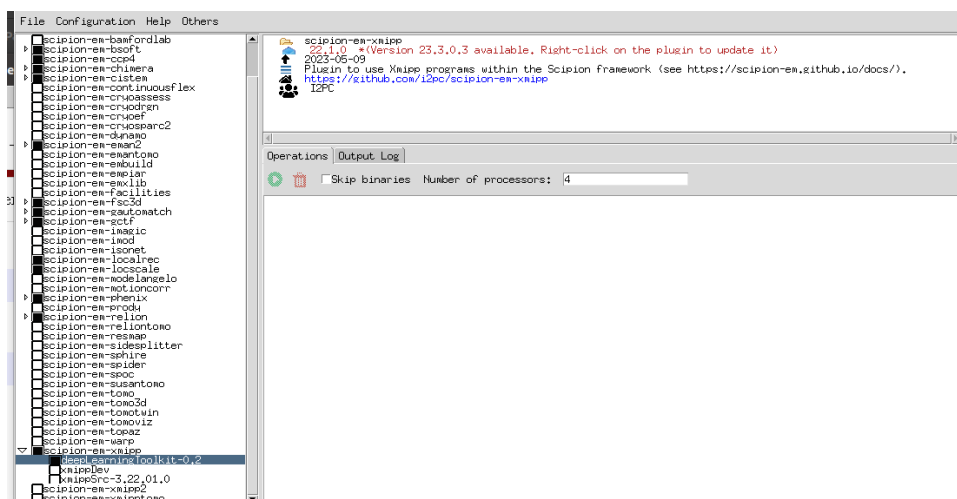 File Configuration Help Others
scipion-em-bamfordlab
scipion-em-bsoft
scipion-em-ccp4
scipion-em-chimera
scipion-em-cistem
scipion-em-continuousflex
scipion-em-cryoassess
scipion-em-cryodrgn
scipion-em-cryoef
scipion-em-cryosparc2
scipion-em-dynamo
scipion-em-eman2
scipion-em-emantomo
scipion-em-embuild
scipion-em-empiar
scipion-em-emxlib
scipion-em-facilities
scipion-em-fsc3d
scipion-em-gautomatch
scipion-em-gctf
scipion-em-imagic
scipion-em-imod
scipion-em-isonet
scipion-em-localrec
scipion-em-locscale
scipion-em-modelangelo
scipion-em-motioncorr
scipion-em-phenix
scipion-em-prody
scipion-em-relion
scipion-em-reliontomo
scipion-em-resmap
scipion-em-sidesplitter
scipion-em-sphire
scipion-em-spider
scipion-em-spoc
scipion-em-susantomo
scipion-em-tomo
scipion-em-tomo3d
scipion-em-tomotwin
scipion-em-tomoviz
scipion-em-topaz
scipion-em-warp
scipion-em-xmipp
deepLearningToolkit-0.2
xmippDev
xmippSrc-3.22.01.0
scipion-em-xmipp2
scipion-em-xmipptomo
scipion-em-xmipp
22.1.0 *(Version 23.3.0.3 available. Right-click on the plugin to update it)
2023-05-09
Plugin to use Xmipp programs within the Scipion framework (see https://scipion-em.github.io/docs/).
https://github.com/i2pc/scipion-em-xmipp
I2PC
Operations Output Log
Skip binaries Number of processors: 4